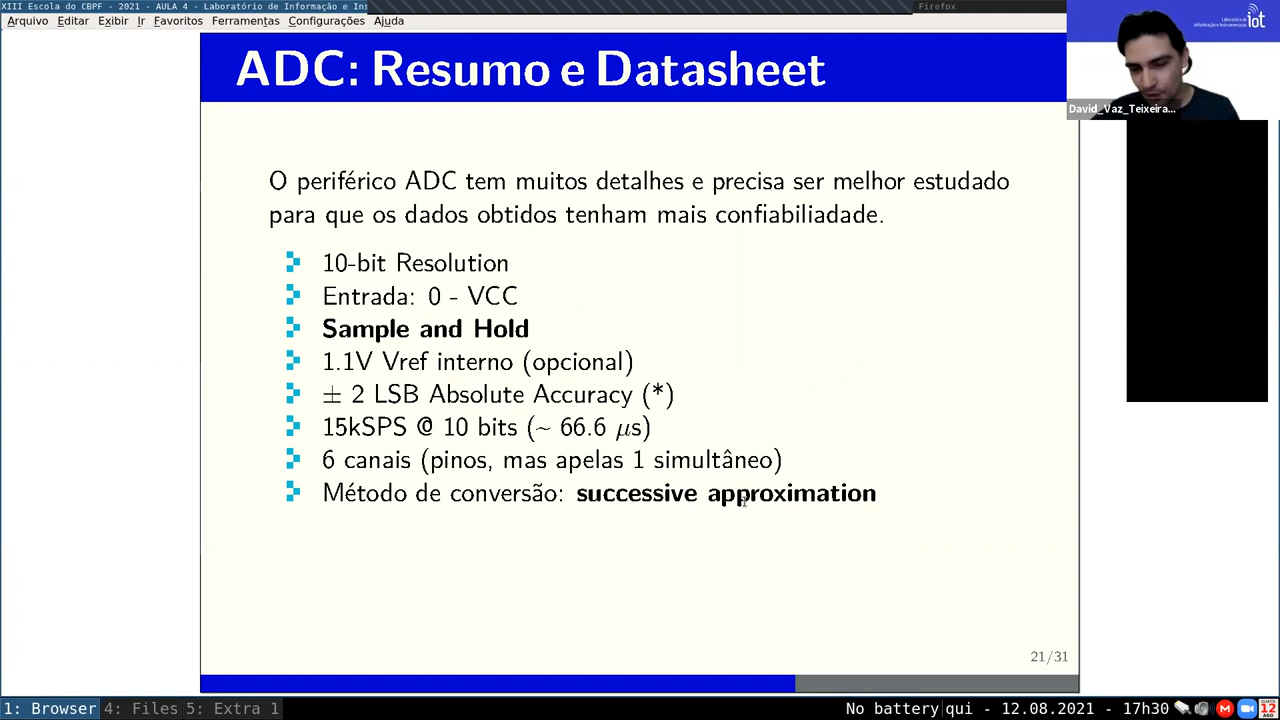 XIII Escola do CBPF - 2021 - AULA 4 - Laboratório de Informação e Ins
Firefox
Arquivo Editar Exibir Ir Favoritos Ferramentas Configurações Ajuda
iot
David_Vaz_Teixeira...
ADC: Resumo e Datasheet
O periférico ADC tem muitos detalhes e precisa ser melhor estudado
para que os dados obtidos tenham mais confiabiliadade.
10-bit Resolution
Entrada: 0 - VCC
Sample and Hold
1.1V Vref interno (opcional)
± 2 LSB Absolute Accuracy (*)
15kSPS @ 10 bits (~ 66.6 μs)
6 canais (pinos, mas apelas 1 simultâneo)
Método de conversão: successive approximation
21/31
1: Browser 4: Files 5: Extra 1
No battery qui - 12.08.2021 - 17h30
12
AGO